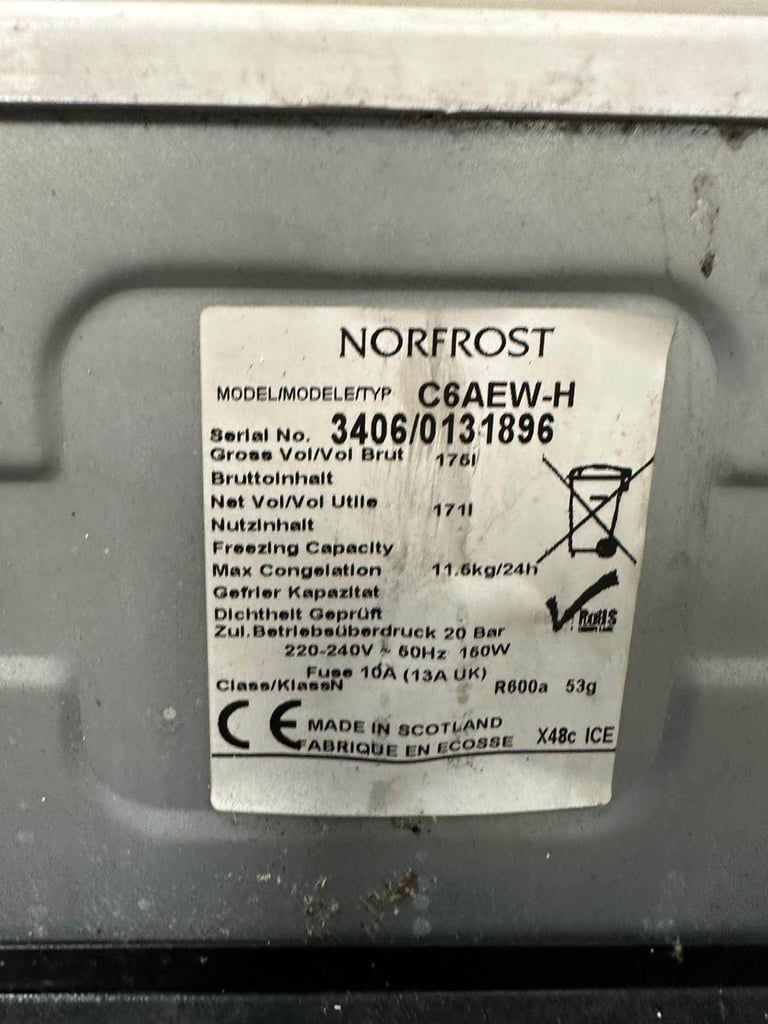 NORFROST
MODEL/MODELE/TYP C6AEW-H
Serial No. 3406/0131896
Gross Vol/Vol Brut 175l
Bruttoinhalt
Net Vol/Vol Utile 171l
Nutzinhalt
Freezing Capacity
Max Congelation 11.5kg/24h
Gefrier Kapazitat
Dichtheit Geprüft
Zul.Betriebsüberdruck 20 Bar
220-240V ~ 50Hz 150W
Fuse 10A (13A UK)
Class/KlassN R600a 53g
CE MADE IN SCOTLAND
FABRIQUE EN ECOSSE X48c ICE
RoHS